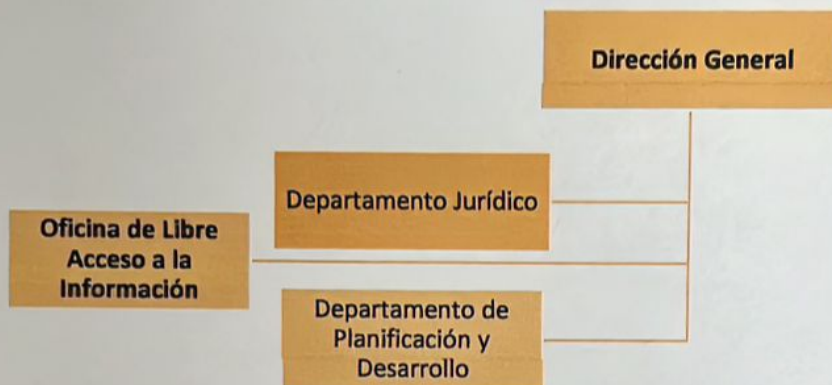 Dirección General
Departamento Jurídico
Oficina de Libre
Acceso a la
Información
Departamento de
Planificación y
Desarrollo